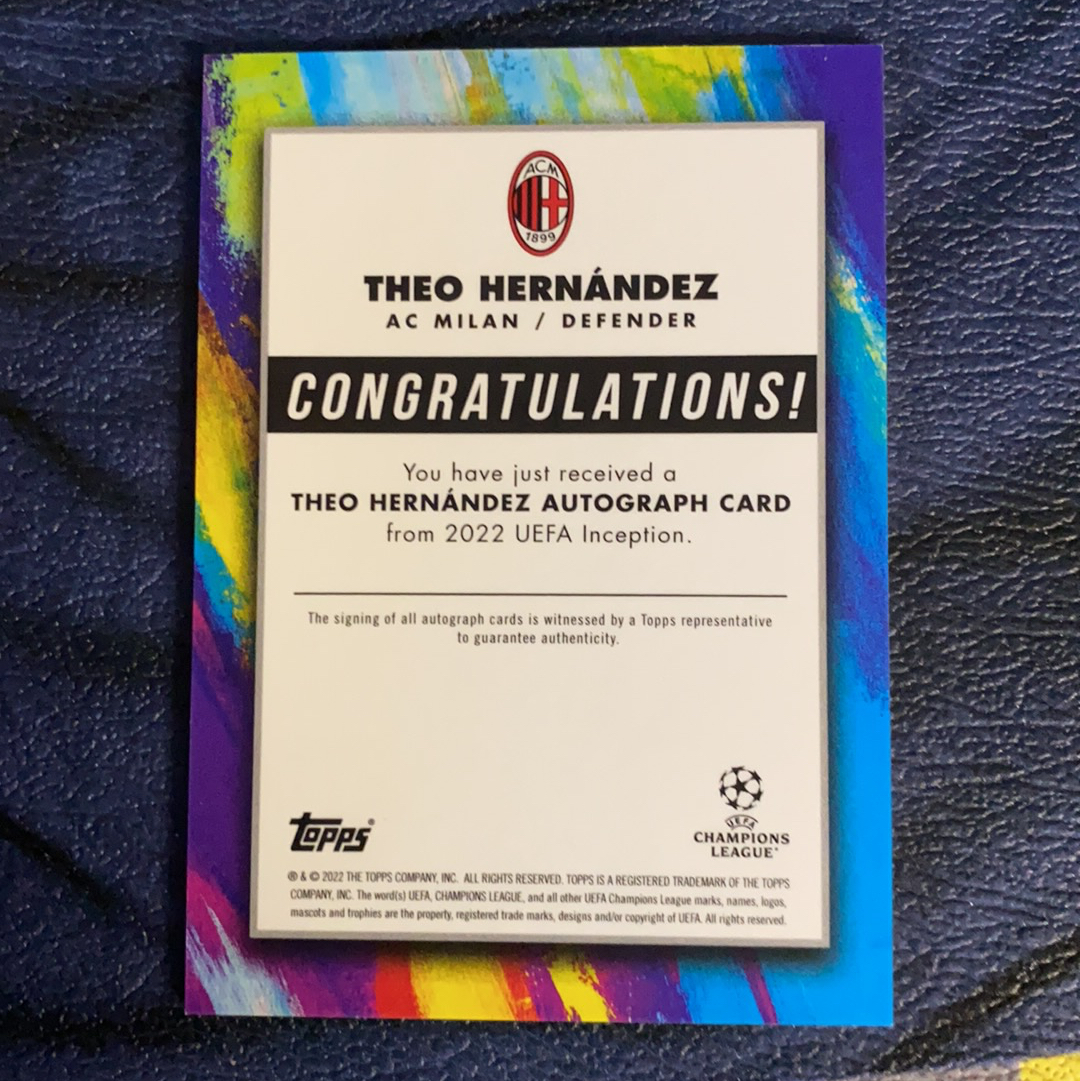 ACM
1899
THEO HERNÁNDEZ
AC MILAN / DEFENDER
CONGRATULATIONS!
You have just received a
THEO HERNÁNDEZ AUTOGRAPH CARD
from 2022 UEFA Inception.
The signing of all autograph cards is witnessed by a Topps representative
to guarantee authenticity.
Topps®
UEFA
CHAMPIONS
LEAGUE®
® & © 2022 THE TOPPS COMPANY, INC. ALL RIGHTS RESERVED. TOPPS IS A REGISTERED TRADEMARK OF THE TOPPS
COMPANY, INC. The word(s) UEFA, CHAMPIONS LEAGUE, and all other UEFA Champions League marks, names, logos,
mascots and trophies are the property, registered trade marks, designs and/or copyright of UEFA. All rights reserved.